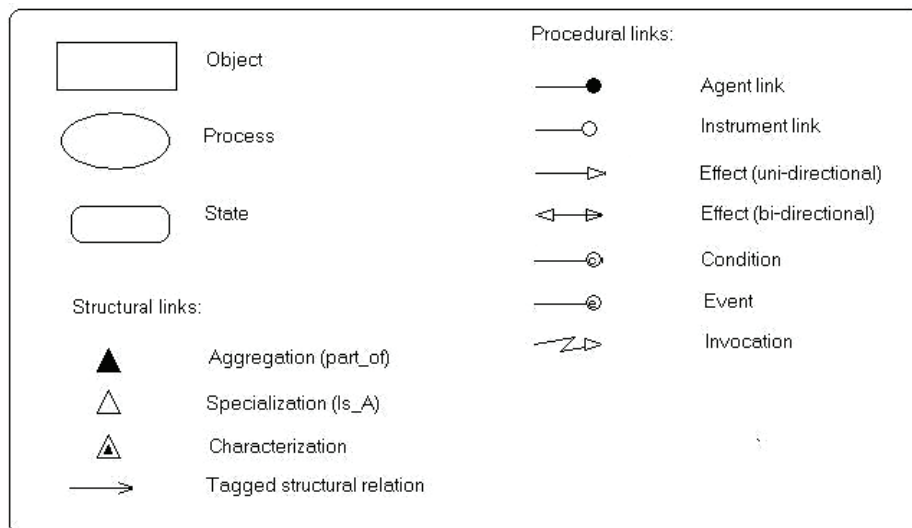 Object
Process
State
Structural links:
Aggregation (part_of)
Specialization (Is_A)
Characterization
Tagged structural relation
Procedural links:
Agent link
Instrument link
Effect (uni-directional)
Effect (bi-directional)
Condition
Event
Invocation